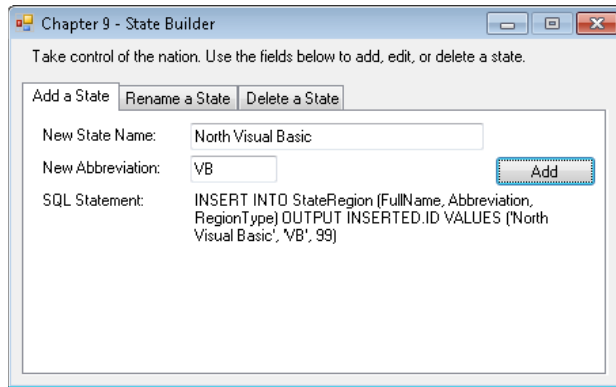 Chapter 9 - State Builder
Take control of the nation. Use the fields below to add, edit, or delete a state.
Add a State Rename a State Delete a State
New State Name: North Visual Basic
New Abbreviation: VB Add
SQL Statement: INSERT INTO StateRegion (FullName, Abbreviation,
RegionType) OUTPUT INSERTED.ID VALUES ('North
Visual Basic', 'VB', 99)